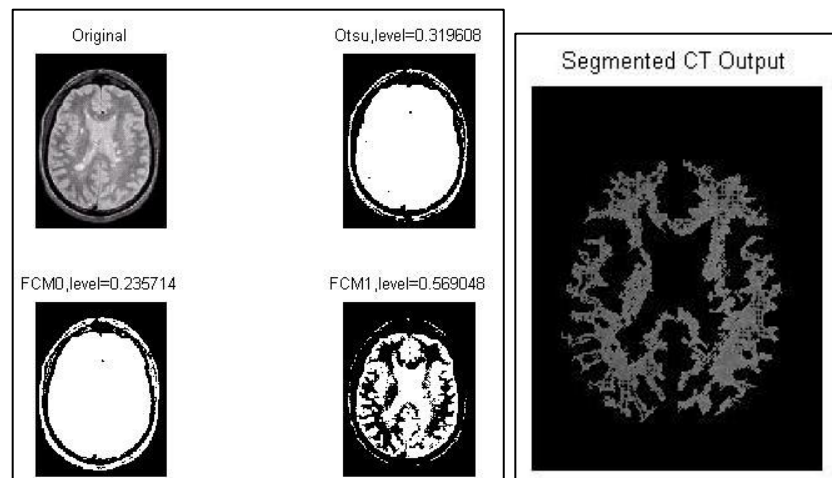 Original
Otsu,level=0.319608
FCM0,level=0.235714
FCM1,level=0.569048
Segmented CT Output